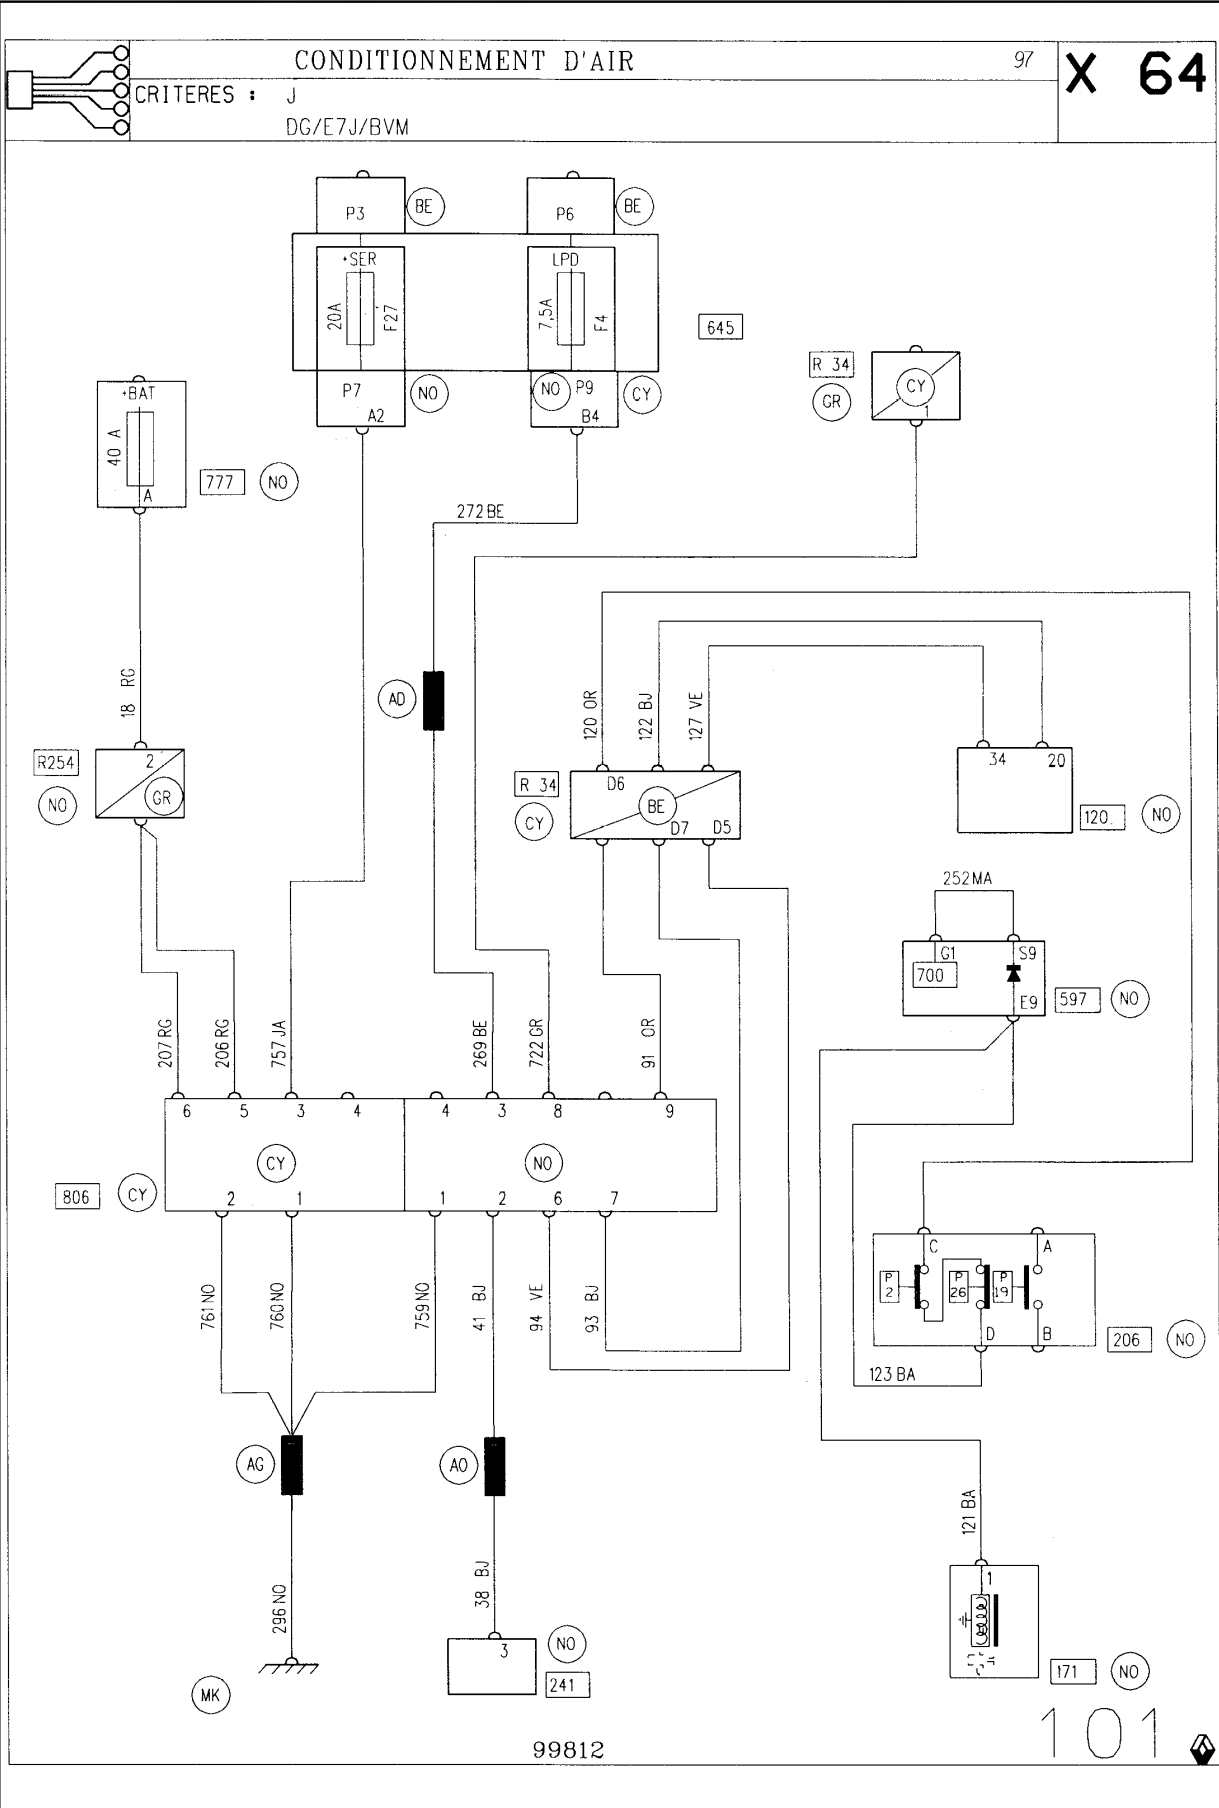 CONDITIONNEMENT D'AIR
97
X 64
CRITERES : J
DG/E7J/BVM
P3
BE
P6
BE
+SER
20A
F27
LPD
7,5A
F4
645
P7
A2
NO
NO
P9
B4
CY
R 34
GR
CY
1
+BAT
40 A
A
777
NO
272BE
18 RG
AD
120 OR
122 BJ
127 VE
R254
NO
2
GR
R 34
CY
D6
BE
D7
D5
34
20
120
NO
252MA
G1
S9
700
E9
597
NO
207 RG
206 RG
757 JA
269 BE
722 GR
91 OR
6
5
3
4
4
3
8
9
CY
NO
806
CY
2
1
1
2
6
7
761 NO
760 NO
759 NO
41 BJ
94 VE
93 BJ
C
A
P 2
P 26
P 19
D
B
206
NO
123 BA
AG
AO
121 BA
296 NO
38 BJ
1
3
NO
241
171
NO
MK
101
99812